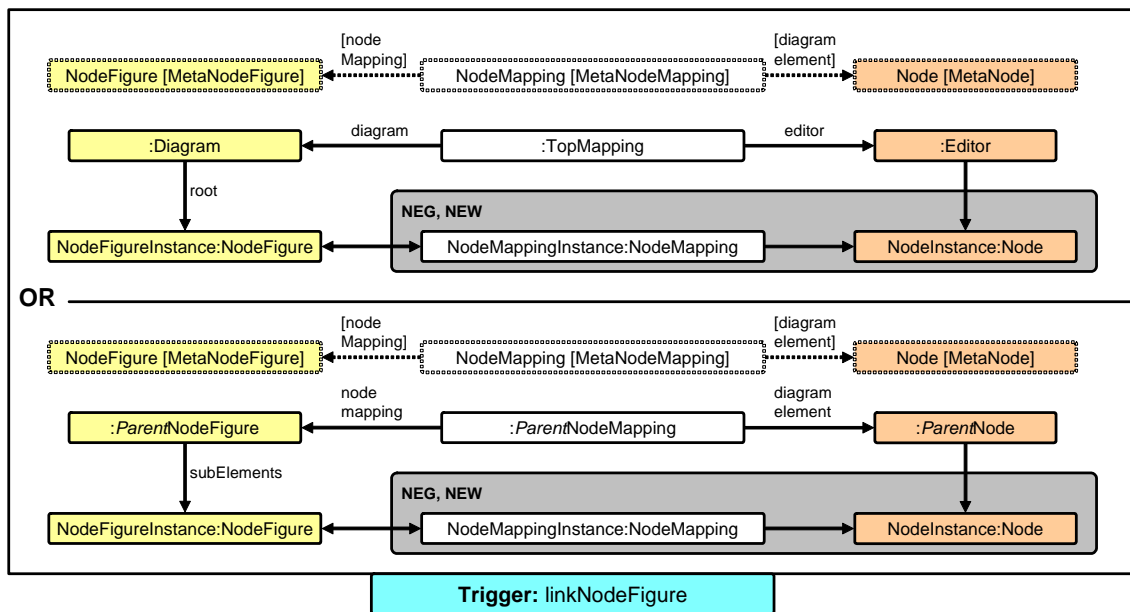 [node
Mapping]
[diagram
element]
NodeFigure [MetaNodeFigure]
NodeMapping [MetaNodeMapping]
Node [MetaNode]
diagram
editor
:Diagram
:TopMapping
:Editor
root
NEG, NEW
NodeFigureInstance:NodeFigure
NodeMappingInstance:NodeMapping
NodeInstance:Node
OR
[node
Mapping]
[diagram
element]
NodeFigure [MetaNodeFigure]
NodeMapping [MetaNodeMapping]
Node [MetaNode]
node
mapping
diagram
element
:ParentNodeFigure
:ParentNodeMapping
:ParentNode
subElements
NEG, NEW
NodeFigureInstance:NodeFigure
NodeMappingInstance:NodeMapping
NodeInstance:Node
Trigger: linkNodeFigure